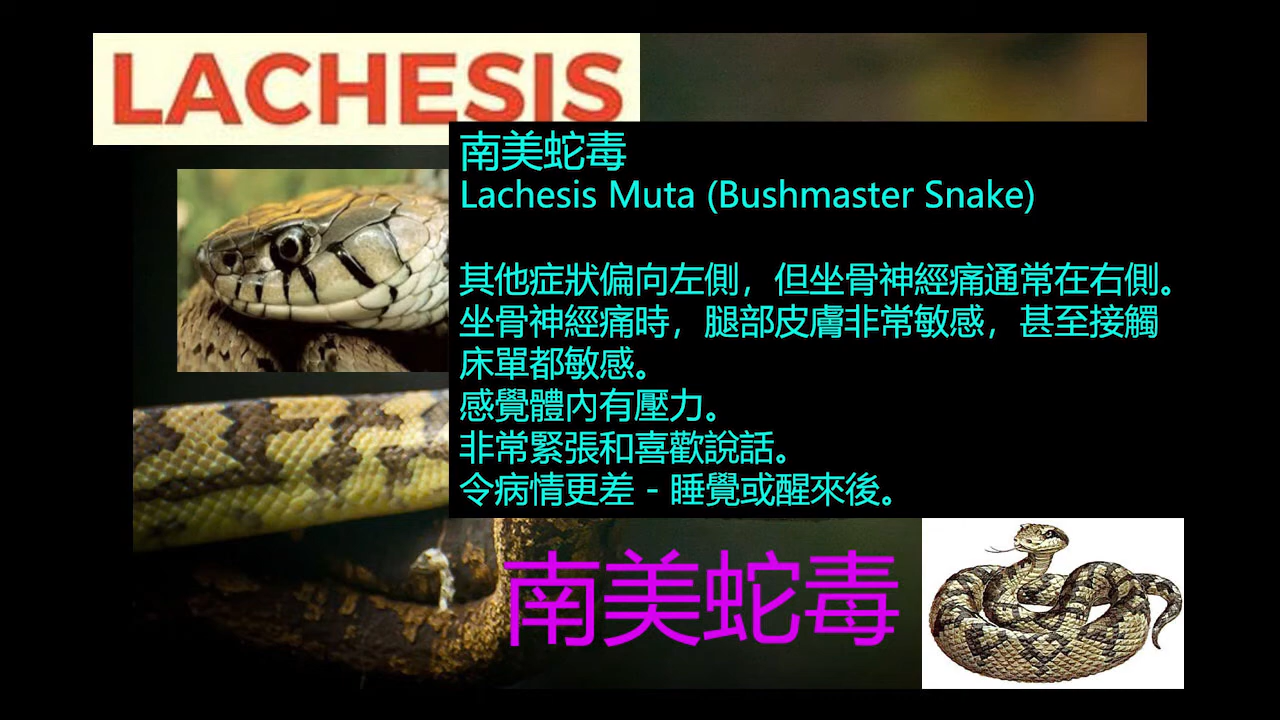 LACHESIS
南美蛇毒
Lachesis Muta (Bushmaster Snake)
其他症狀偏向左側，但坐骨神經痛通常在右側。
坐骨神經痛時，腿部皮膚非常敏感，甚至接觸
床單都敏感。
感覺體內有壓力。
非常緊張和喜歡說話。
令病情更差 - 睡覺或醒來後。
南美蛇毒